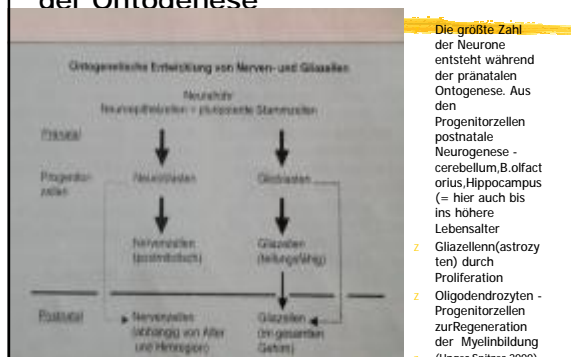 der Ontogenese
Ontogenetische Entwicklung von Nerven- und Gliazellen
Neuralrohr
Neuroepithelzellen = pluripotente Stammzellen
Pränatal
Progenitor-
zellen
Neuroblasten
Glioblasten
Nervenzellen
(postmitotisch)
Gliazellen
(teilungsfähig)
Postnatal
Nervenzellen
(abhängig von Alter
und Hirnregion)
Gliazellen
(im gesamten
Gehirn)
Die größte Zahl
der Neurone
entsteht während
der pränatalen
Ontogenese. Aus
den
Progenitorzellen
postnatale
Neurogenese -
cerebellum,B.olfact
orius,Hippocampus
(= hier auch bis
ins höhere
Lebensalter
z Gliazellenn(astrozy
ten) durch
Proliferation
z Oligodendrozyten -
Progenitorzellen
zurRegeneration
der Myelinbildung
z (Unger Spitzer 2000)